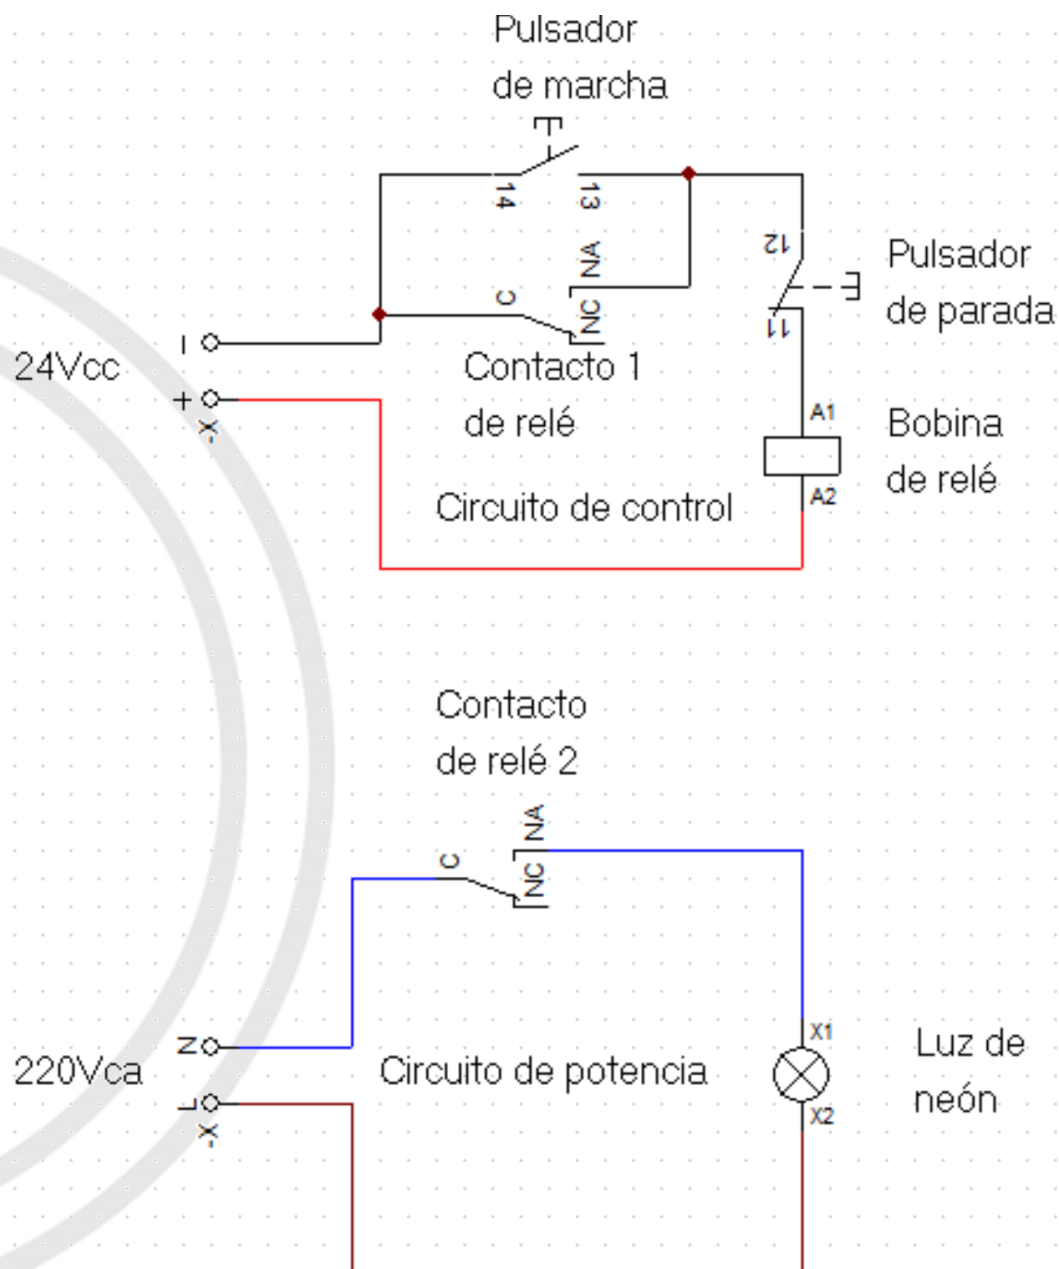 Pulsador
de marcha
14
13
NA
C
NC
12
11
Pulsador
de parada
24Vcc
-
+
-X
Contacto 1
de relé
A1
A2
Bobina
de relé
Circuito de control
Contacto
de relé 2
NA
C
NC
220Vca
N
L
-X
Circuito de potencia
X1
X2
Luz de
neón